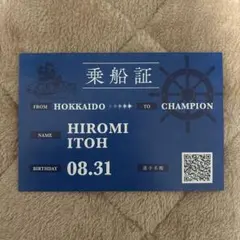 乗船証
FROM HOKKAIDO TO CHAMPION
NAME HIROMI
ITOH
BIRTHDAY 08.31